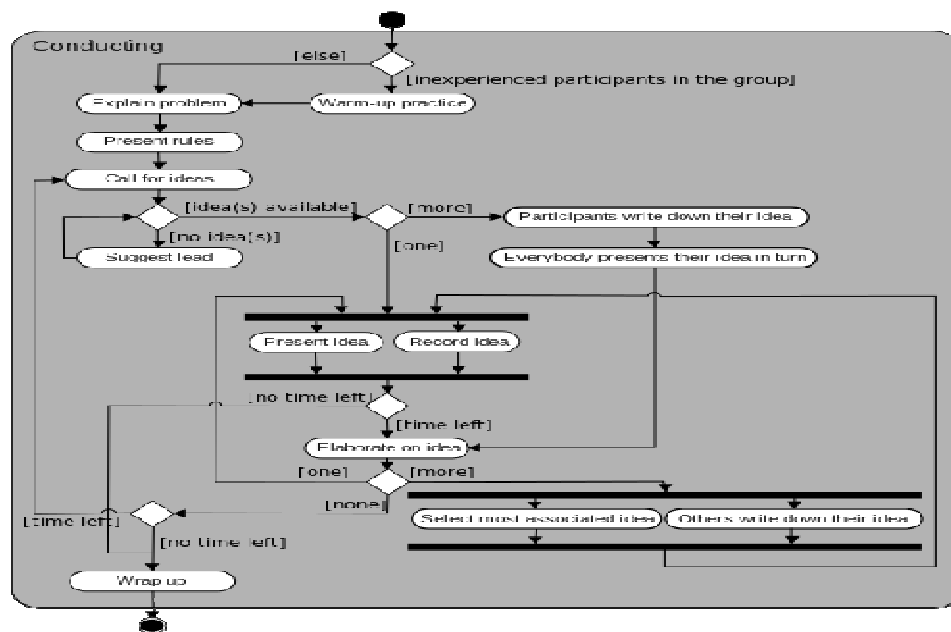 Conducting
[else]
[inexperienced participants in the group]
Explain problem
Warm-up practice
Present rules
Call for ideas
[idea(s) available]
[more]
Participants write down their idea
[no idea(s)]
[one]
Suggest lead
Everybody presents their idea in turn
Present idea
Record idea
[no time left]
[time left]
Elaborate on idea
[one]
[more]
[none]
Select most associated idea
Others write down their idea
[time left]
[no time left]
Wrap up